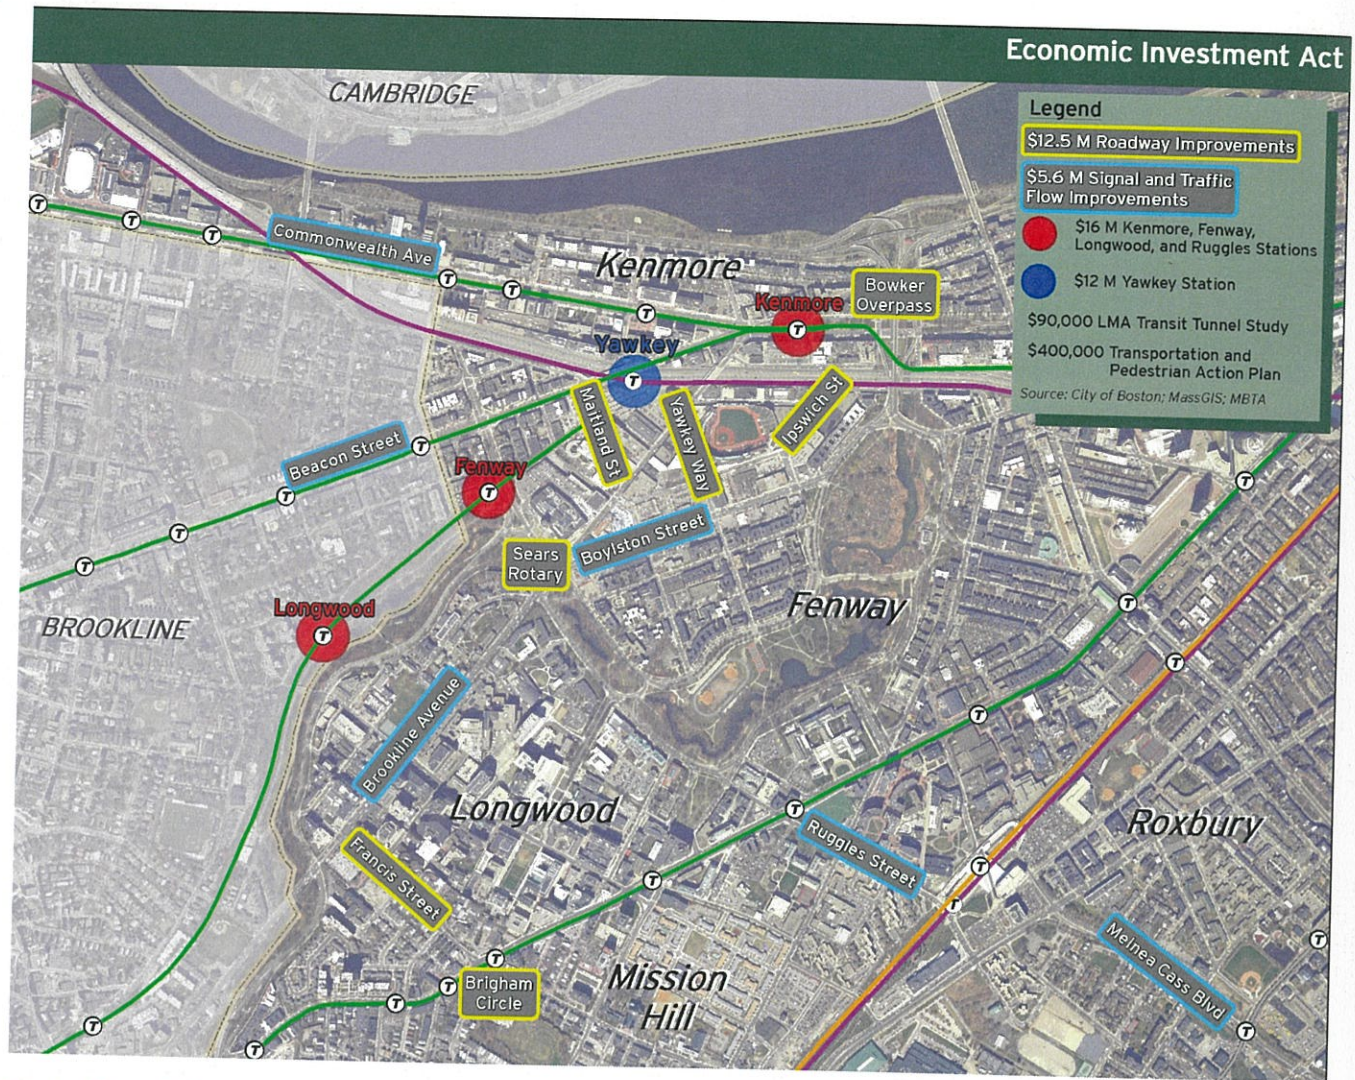 Economic Investment Act
Legend
$12.5 M Roadway Improvements
$5.6 M Signal and Traffic
Flow Improvements
$16 M Kenmore, Fenway,
Longwood, and Ruggles Stations
$12 M Yawkey Station
$90,000 LMA Transit Tunnel Study
$400,000 Transportation and
Pedestrian Action Plan
Source: City of Boston; MassGIS; MBTA
CAMBRIDGE
T
T
T
Commonwealth Ave
T
T
T
Kenmore
Kenmore
T
Bowker
Overpass
Yawkey
T
Maitland St
Yawkey Way
Ipswich St
Beacon Street
T
T
T
T
Fenway
T
Sears
Rotary
Boylston Street
Fenway
T
T
T
T
BROOKLINE
Longwood
T
Brookline Avenue
Longwood
T
Ruggles Street
Roxbury
T
T
T
Francis Street
Melnea Cass Blvd
T
T
T
T
T
Brigham
Circle
Mission
Hill
T
T
T